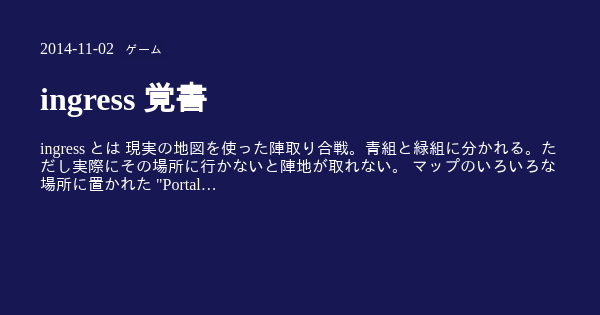 2014-11-02 ゲーム
ingress 覚書
ingress とは 現実の地図を使った陣取り合戦。青組と緑組に分かれる。た
だし実際にその場所に行かないと陣地が取れない。 マップのいろいろな
場所に置かれた "Portal…